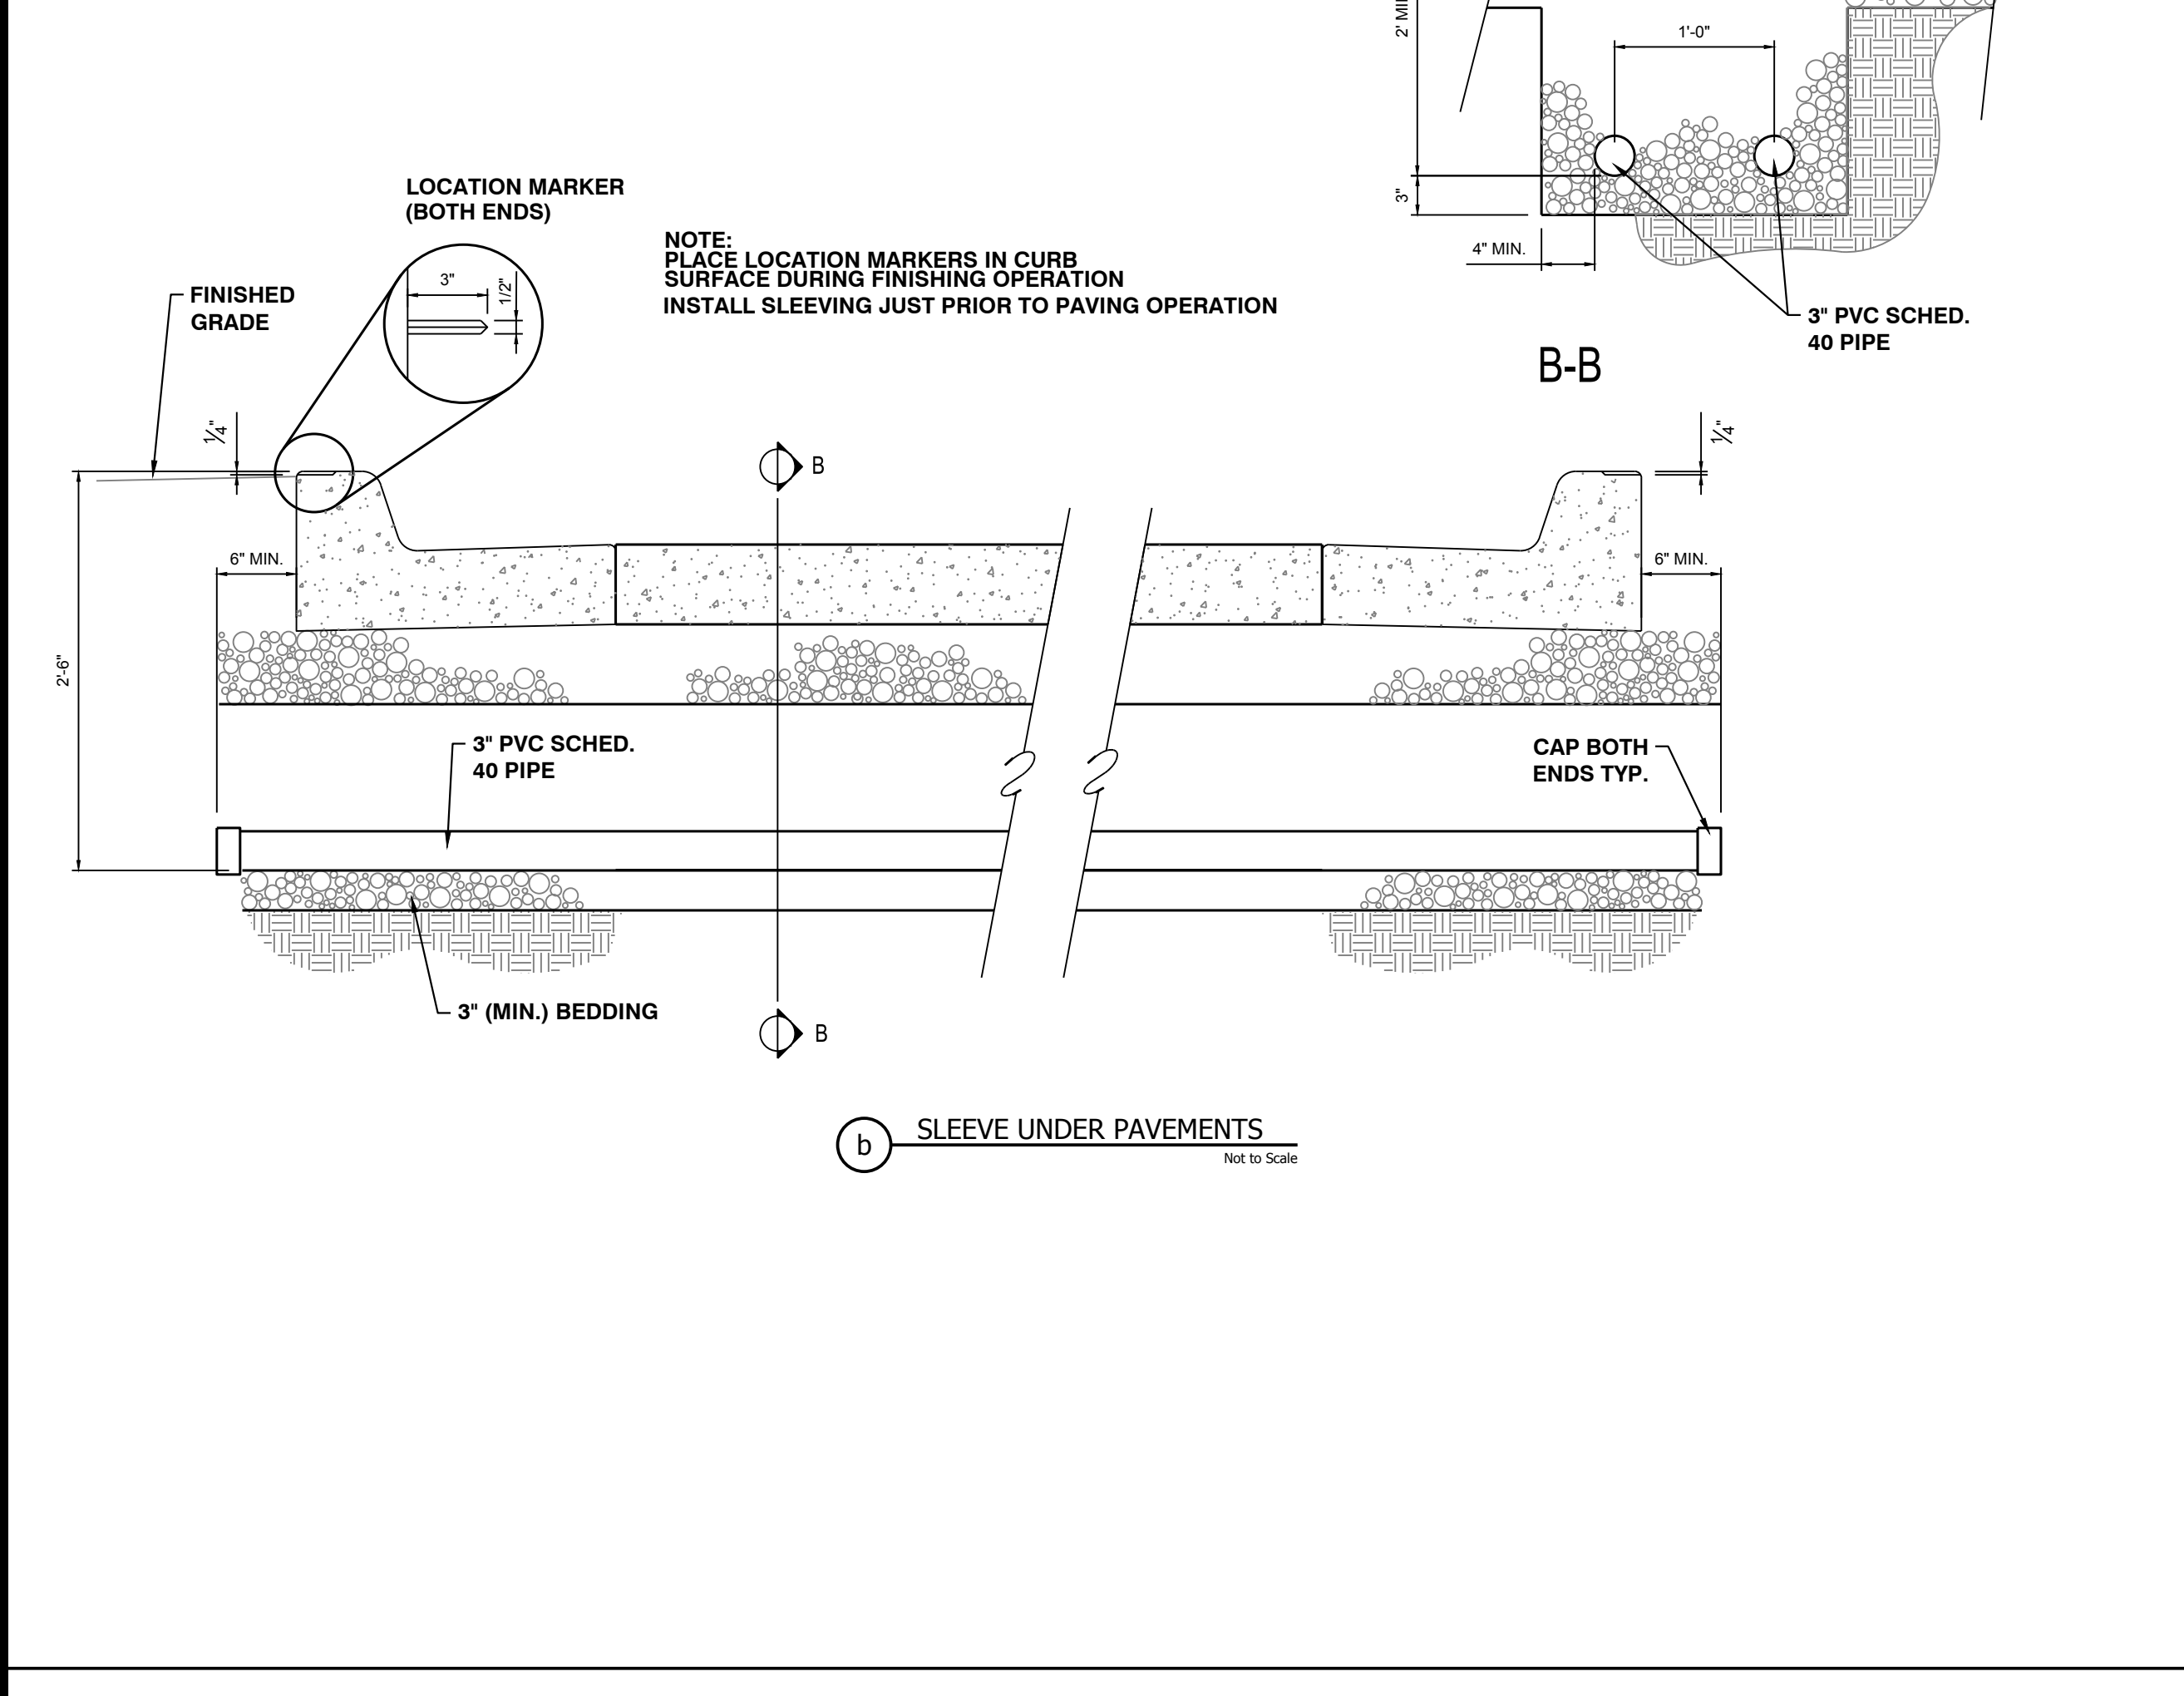 2' MI
1'-0"
3"
4" MIN.
3" PVC SCHED.
40 PIPE
B-B
LOCATION MARKER
(BOTH ENDS)
3"
1/2"
NOTE:
PLACE LOCATION MARKERS IN CURB
SURFACE DURING FINISHING OPERATION
INSTALL SLEEVING JUST PRIOR TO PAVING OPERATION
FINISHED
GRADE
1/4"
1/4"
B
6" MIN.
6" MIN.
2'-6"
3" PVC SCHED.
40 PIPE
CAP BOTH
ENDS TYP.
3" (MIN.) BEDDING
B
b
SLEEVE UNDER PAVEMENTS
Not to Scale